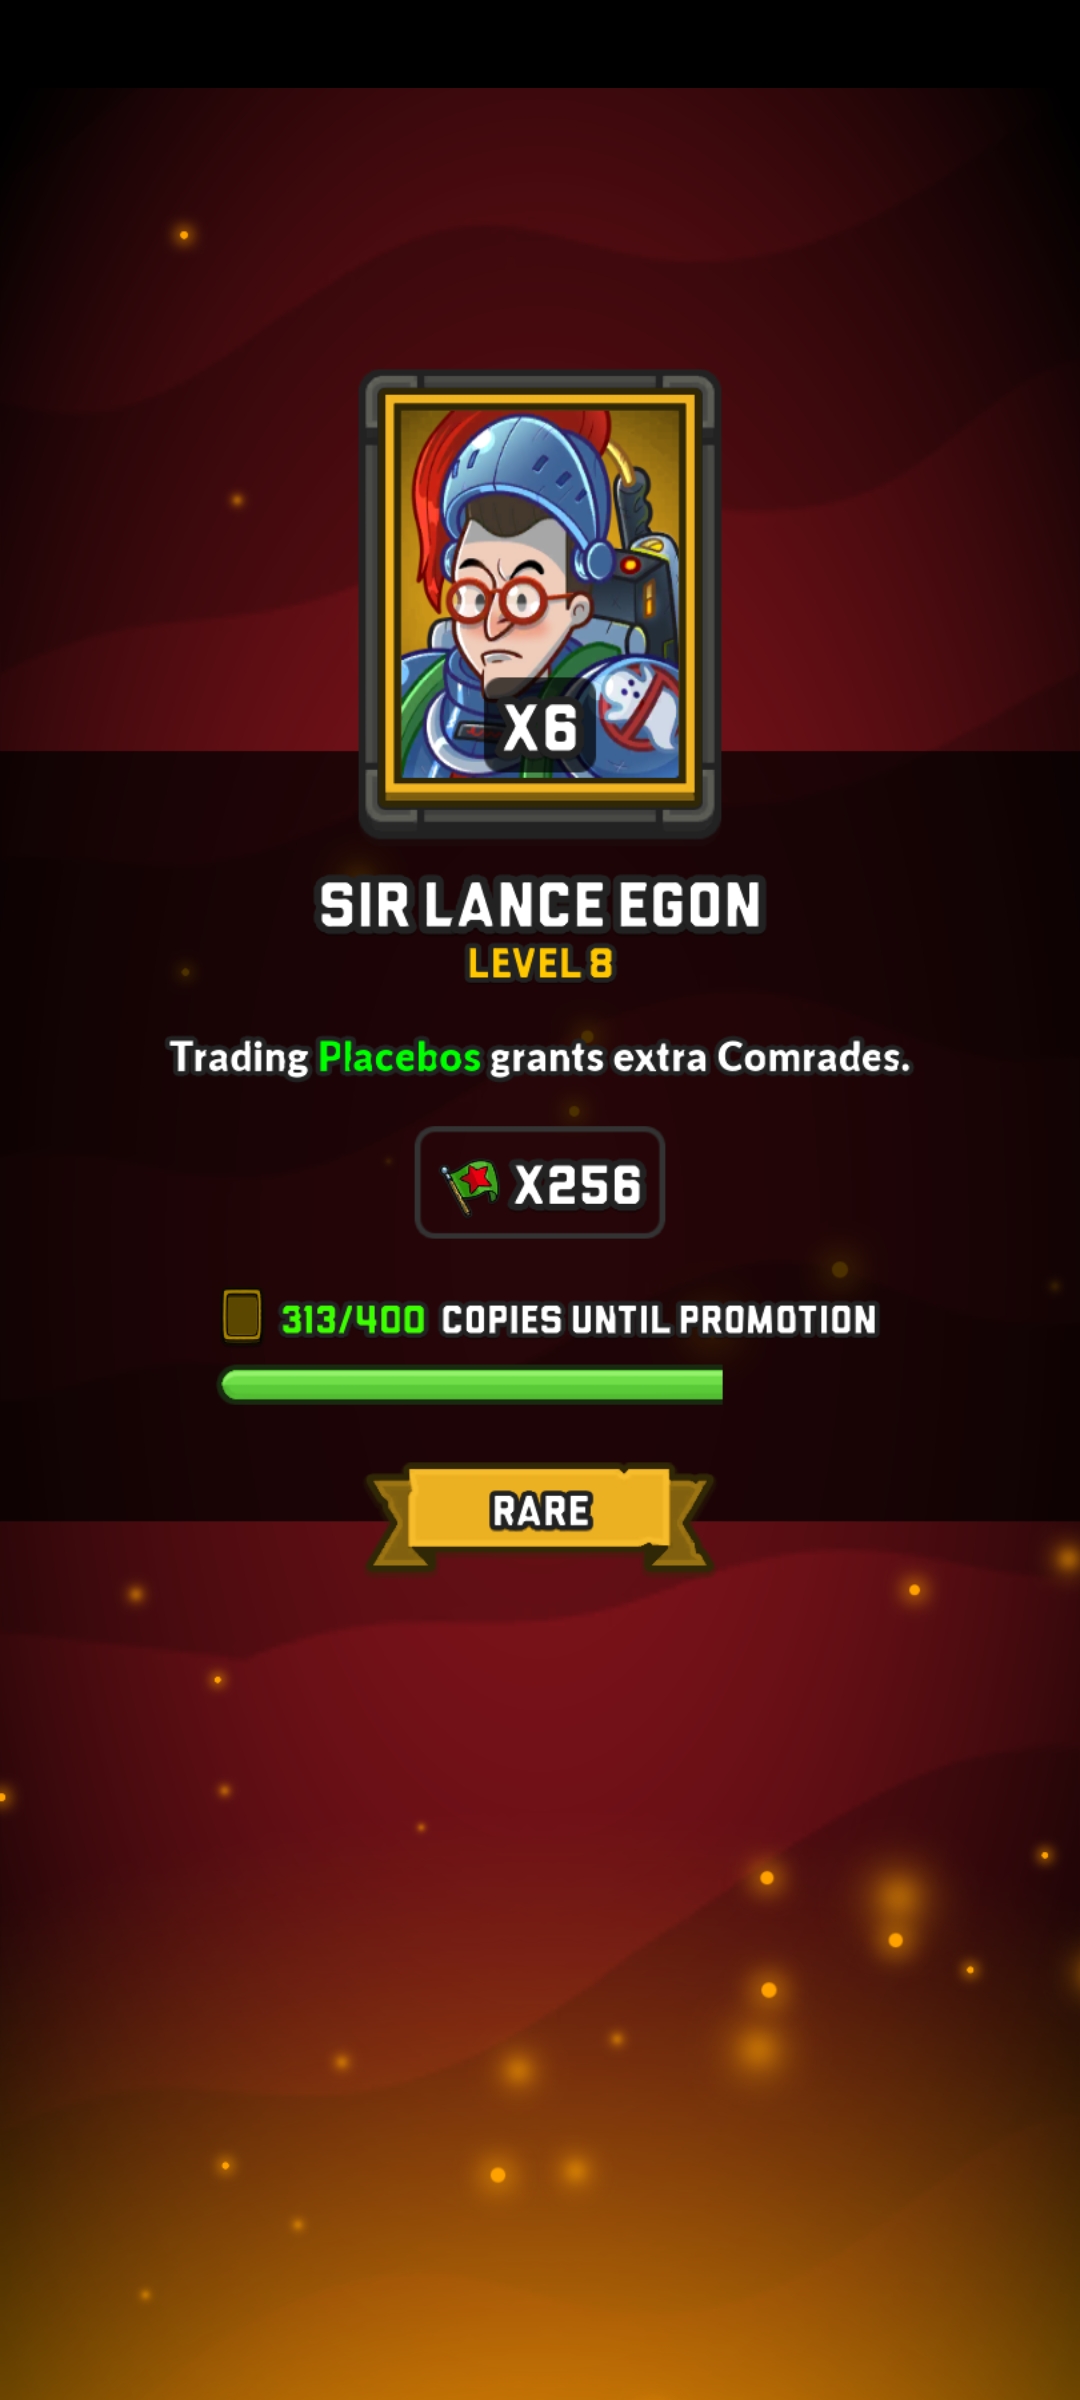 X6
SIR LANCE EGON
LEVEL 8
Trading Placebos grants extra Comrades.
X256
313/400 COPIES UNTIL PROMOTION
RARE